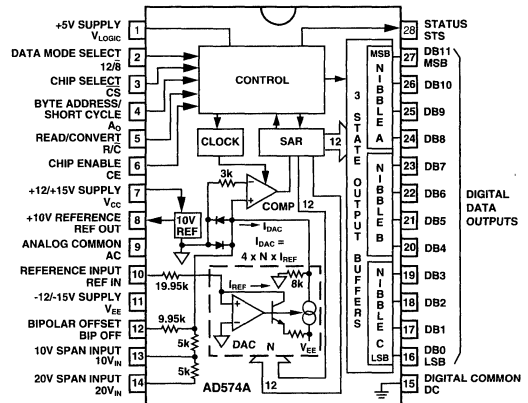 +5V SUPPLY
VLOGIC
1
DATA MODE SELECT
12/8̅
2
CHIP SELECT
C̅S̅
3
BYTE ADDRESS/
SHORT CYCLE
AO
4
READ/CONVERT
R/C̅
5
CHIP ENABLE
CE
6
+12/+15V SUPPLY
VCC
7
+10V REFERENCE
REF OUT
8
ANALOG COMMON
AC
9
REFERENCE INPUT
REF IN
10
-12/-15V SUPPLY
VEE
11
BIPOLAR OFFSET
BIP OFF
12
10V SPAN INPUT
10VIN
13
20V SPAN INPUT
20VIN
14
CONTROL
CLOCK
SAR
12
3k
COMP
10V
REF
IDAC
IDAC =
4 x N x IREF
19.95k
IREF
8k
DAC
N
VEE
9.95k
5k
5k
12
12
AD574A
3 STATE OUTPUT BUFFERS
MSB
NIBBLE A
NIBBLE B
NIBBLE C
LSB
28
STATUS
STS
27
DB11
MSB
26
DB10
25
DB9
24
DB8
23
DB7
22
DB6
21
DB5
20
DB4
19
DB3
18
DB2
17
DB1
16
DB0
LSB
15
DIGITAL COMMON
DC
DIGITAL
DATA
OUTPUTS